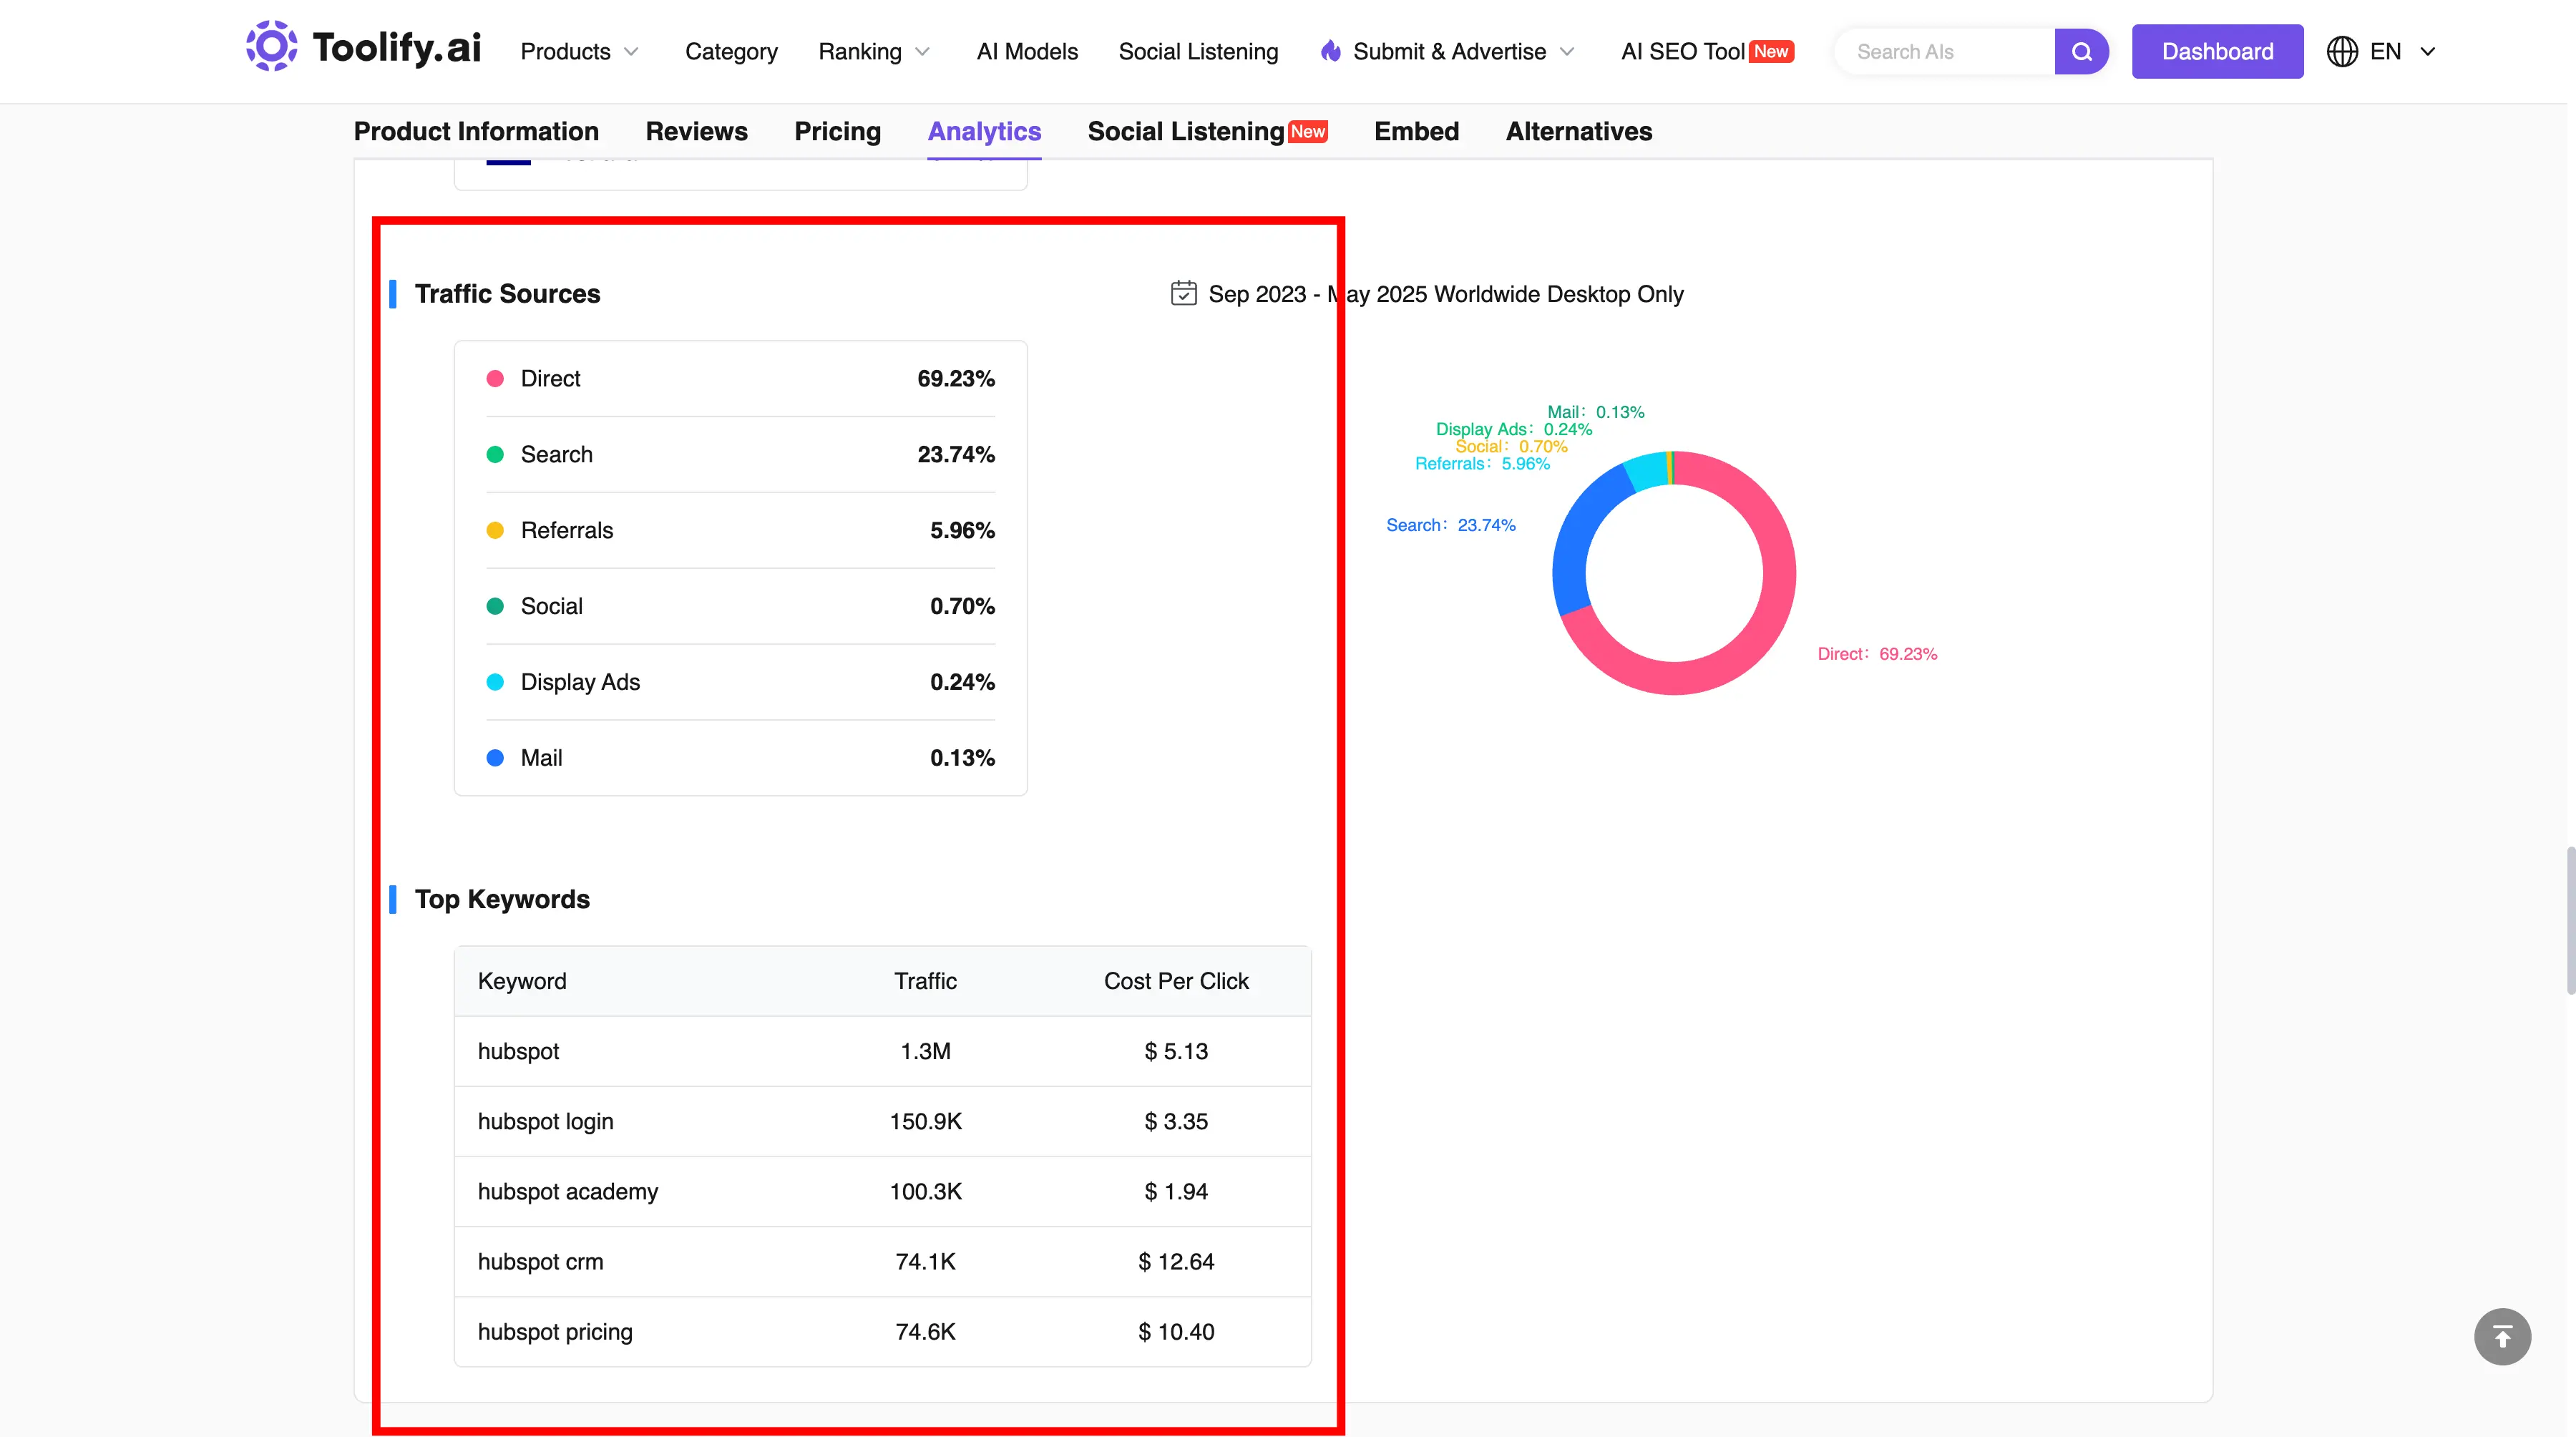 Toolify.ai Products Category Ranking AI Models Social Listening Submit & Advertise AI SEO Tool New Search AIs Dashboard EN
Product Information Reviews Pricing Analytics Social Listening New Embed Alternatives
Traffic Sources
Sep 2023 - May 2025 Worldwide Desktop Only
Direct 69.23%
Search 23.74%
Referrals 5.96%
Social 0.70%
Display Ads 0.24%
Mail 0.13%
Mail: 0.13%
Display Ads: 0.24%
Social: 0.70%
Referrals: 5.96%
Search: 23.74%
Direct: 69.23%
Top Keywords
Keyword Traffic Cost Per Click
hubspot 1.3M $ 5.13
hubspot login 150.9K $ 3.35
hubspot academy 100.3K $ 1.94
hubspot crm 74.1K $ 12.64
hubspot pricing 74.6K $ 10.40